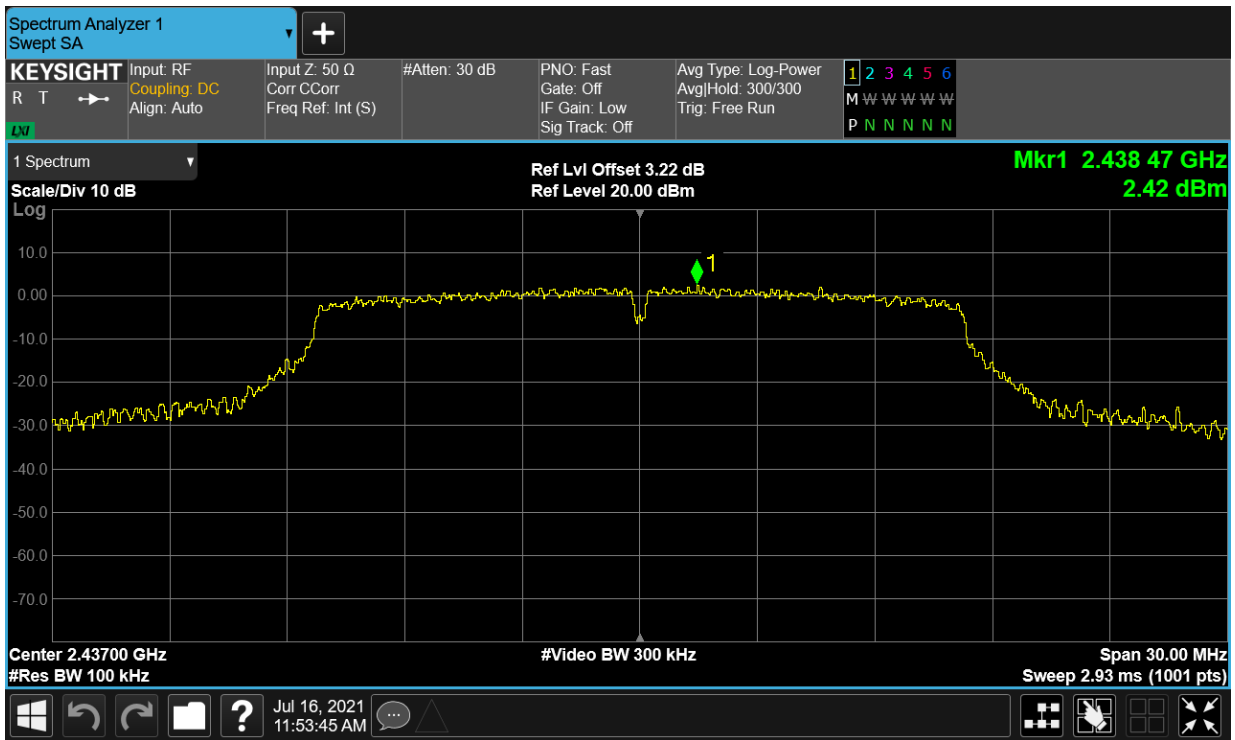 Spectrum Analyzer 1
Swept SA
▼
+
KEYSIGHT
R T
LXI
Input: RF
Coupling: DC
Align: Auto
Input Z: 50 Ω
Corr CCorr
Freq Ref: Int (S)
#Atten: 30 dB
PNO: Fast
Gate: Off
IF Gain: Low
Sig Track: Off
Avg Type: Log-Power
Avg|Hold: 300/300
Trig: Free Run
1 2 3 4 5 6
M W W W W W
P N N N N N
1 Spectrum ▼
Scale/Div 10 dB
Log
Ref Lvl Offset 3.22 dB
Ref Level 20.00 dBm
Mkr1 2.438 47 GHz
2.42 dBm
1
10.0
0.00
-10.0
-20.0
-30.0
-40.0
-50.0
-60.0
-70.0
Center 2.43700 GHz
#Res BW 100 kHz
#Video BW 300 kHz
Span 30.00 MHz
Sweep 2.93 ms (1001 pts)
?
Jul 16, 2021
11:53:45 AM
...